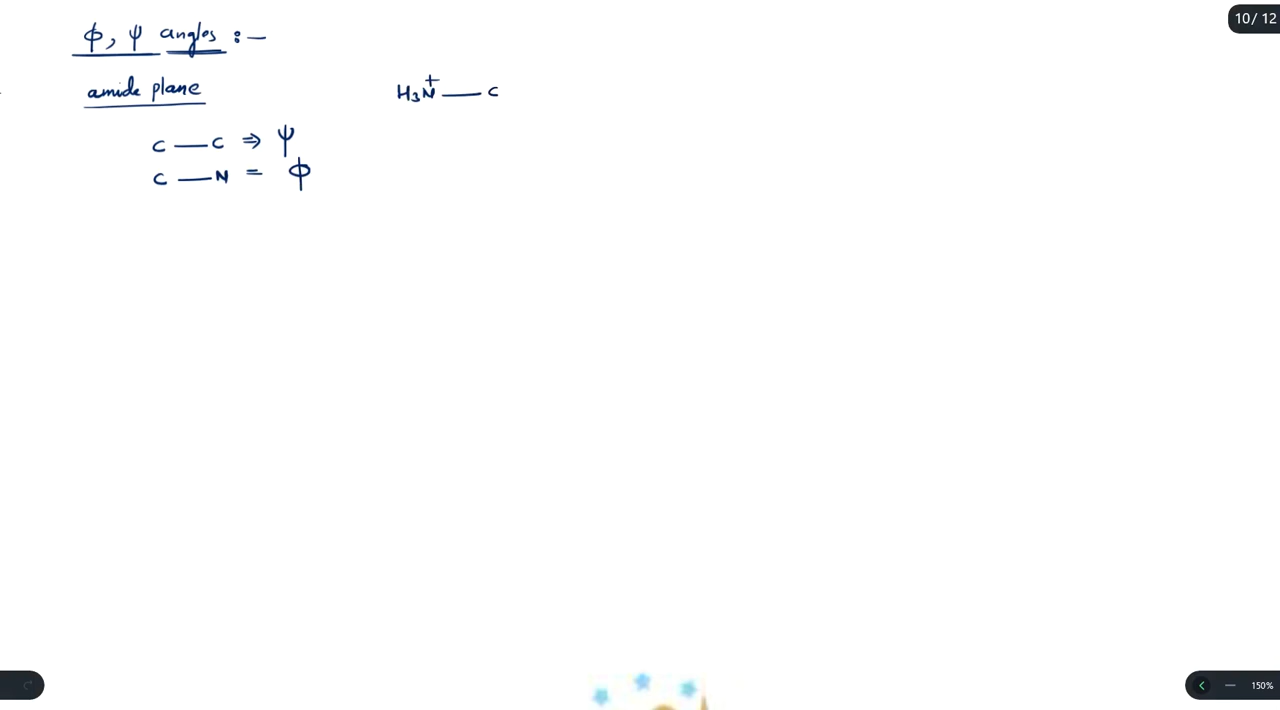 ϕ, ψ angles :-
amide plane
H₃N⁺ — C
C — C ⇒ ψ
C — N = ϕ
10/ 12
150%